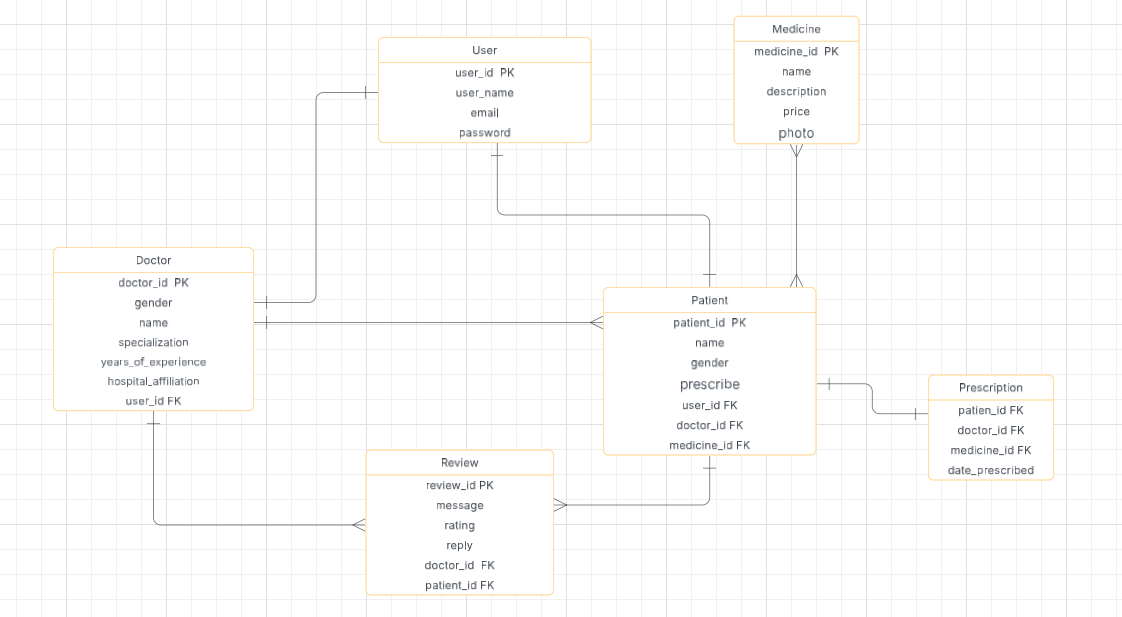 User
user_id PK
user_name
email
password
Medicine
medicine_id PK
name
description
price
photo
Doctor
doctor_id PK
gender
name
specialization
years_of_experience
hospital_affiliation
user_id FK
Patient
patient_id PK
name
gender
prescribe
user_id FK
doctor_id FK
medicine_id FK
Prescription
patien_id FK
doctor_id FK
medicine_id FK
date_prescribed
Review
review_id PK
message
rating
reply
doctor_id FK
patient_id FK